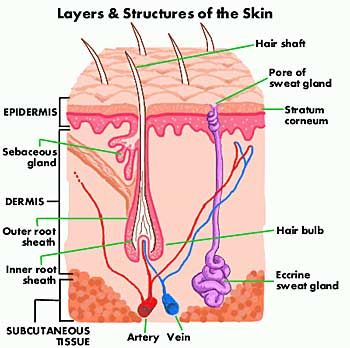 Layers & Structures of the Skin
Hair shaft
Pore of
sweat gland
EPIDERMIS
Stratum
corneum
Sebaceous
gland
DERMIS
Outer root
sheath
Hair bulb
Inner root
sheath
Eccrine
sweat gland
SUBCUTANEOUS
TISSUE
Artery
Vein